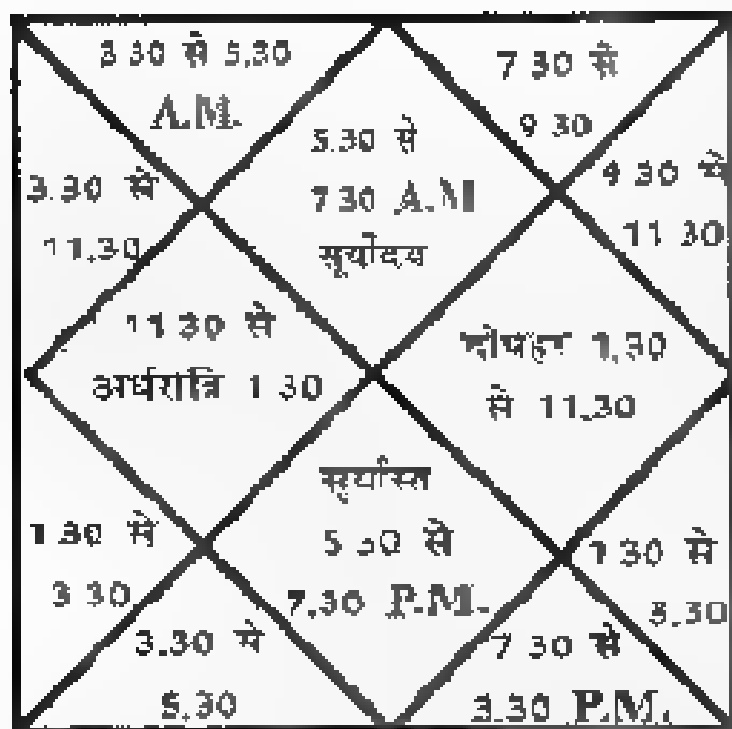 3 30 से 5.30
A.M.
7 30 से
9 30
5.30 से
7 30 A.M
सूर्योदय
3.30 से
11.30
9 30 से
11 30
11 30 से
अर्धरात्रि 1 30
दोपहर 1.30
से 11.30
सूर्यास्त
5 30 से
7.30 P.M.
1 30 से
3 30
1 30 से
3.30
3.30 से
5.30
7 30 से
3.30 P.M.